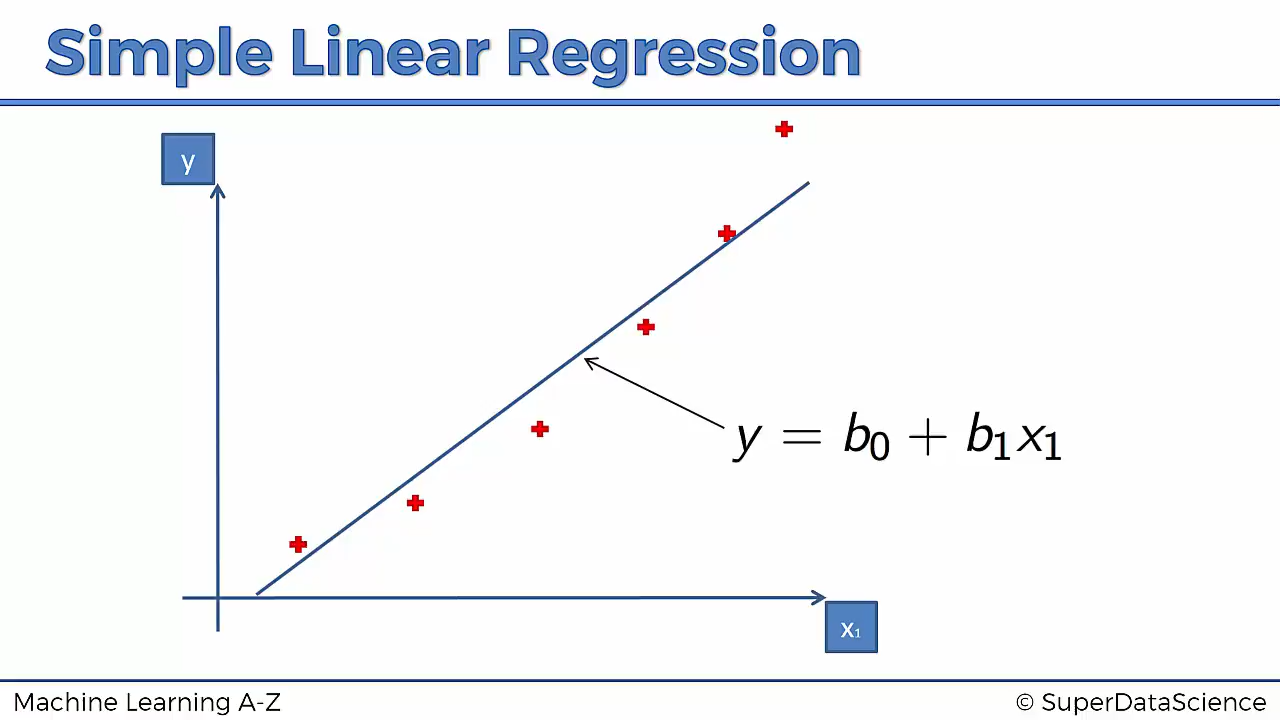 Simple Linear Regression
y
y = b₀ + b₁x₁
x₁
Machine Learning A-Z
© SuperDataScience